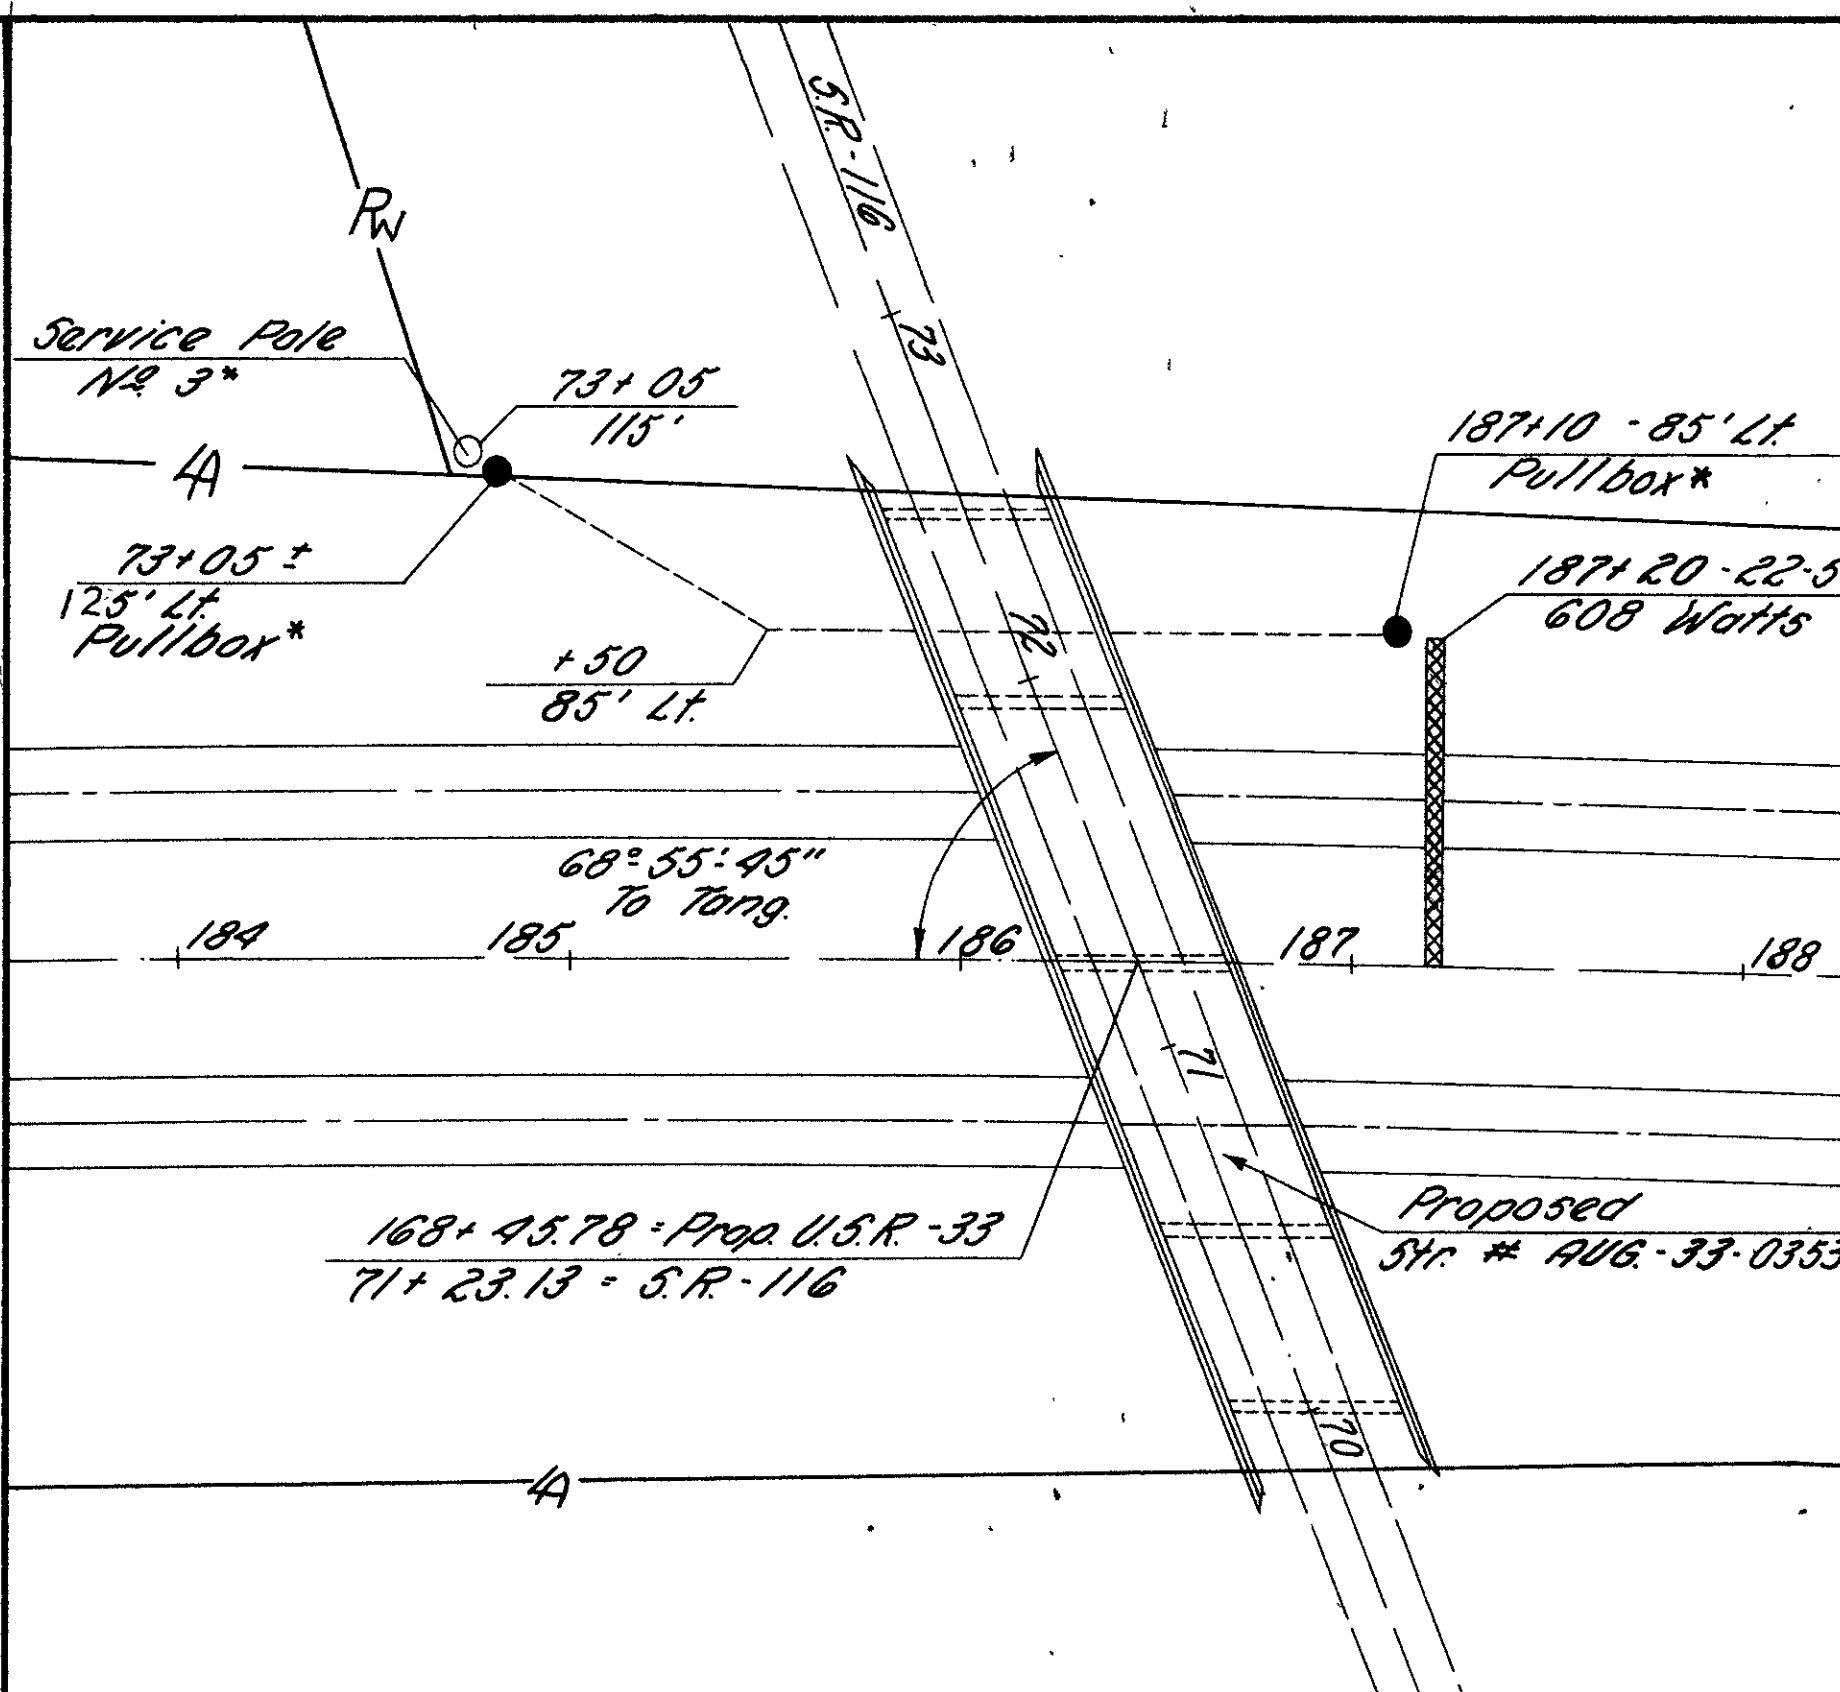 S.R.-116
R/W
73
Service Pole
No 3*
73+05
115'
187+10 - 85' Lt.
Pullbox*
LA
73+05 ±
125' Lt.
Pullbox*
187+20-22-5
608 Watts
72
+50
85' Lt.
68°-55'-45"
To Tang.
184
185
186
187
188
71
168+45.78 = Prop. U.S.R.-33
71+23.13 = S.R.-116
Proposed
Str. # AUG.-33-0353
70
LA